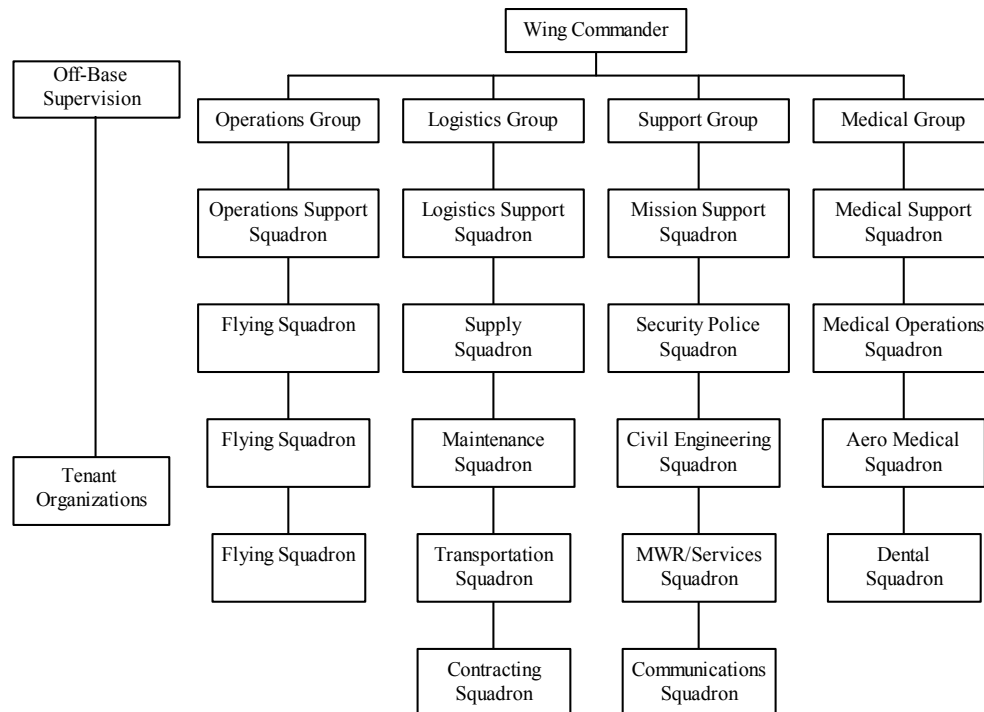 Wing Commander
Off-Base
Supervision
Operations Group
Logistics Group
Support Group
Medical Group
Operations Support
Squadron
Logistics Support
Squadron
Mission Support
Squadron
Medical Support
Squadron
Flying Squadron
Supply
Squadron
Security Police
Squadron
Medical Operations
Squadron
Flying Squadron
Maintenance
Squadron
Civil Engineering
Squadron
Aero Medical
Squadron
Tenant
Organizations
Flying Squadron
Transportation
Squadron
MWR/Services
Squadron
Dental
Squadron
Contracting
Squadron
Communications
Squadron